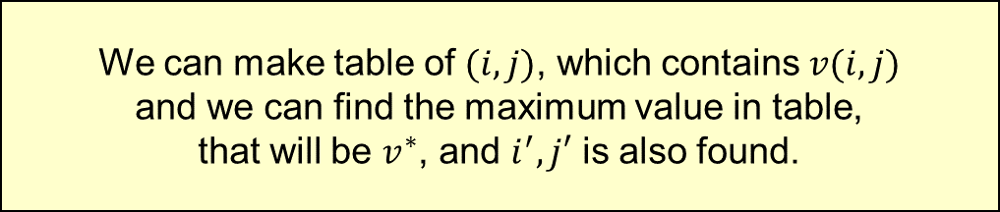 We can make table of (i, j), which contains v(i, j)
and we can find the maximum value in table,
that will be v*, and i′, j′ is also found.